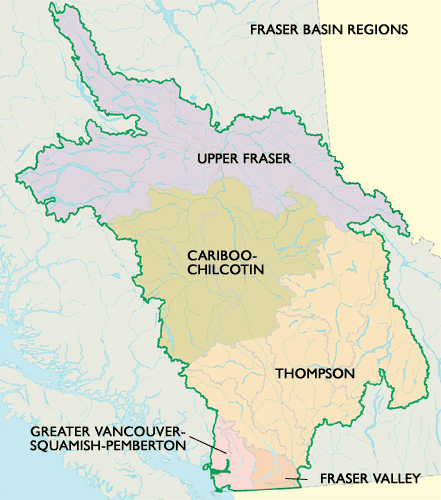 FRASER BASIN REGIONS
UPPER FRASER
CARIBOO-
CHILCOTIN
THOMPSON
GREATER VANCOUVER-
SQUAMISH-PEMBERTON
FRASER VALLEY